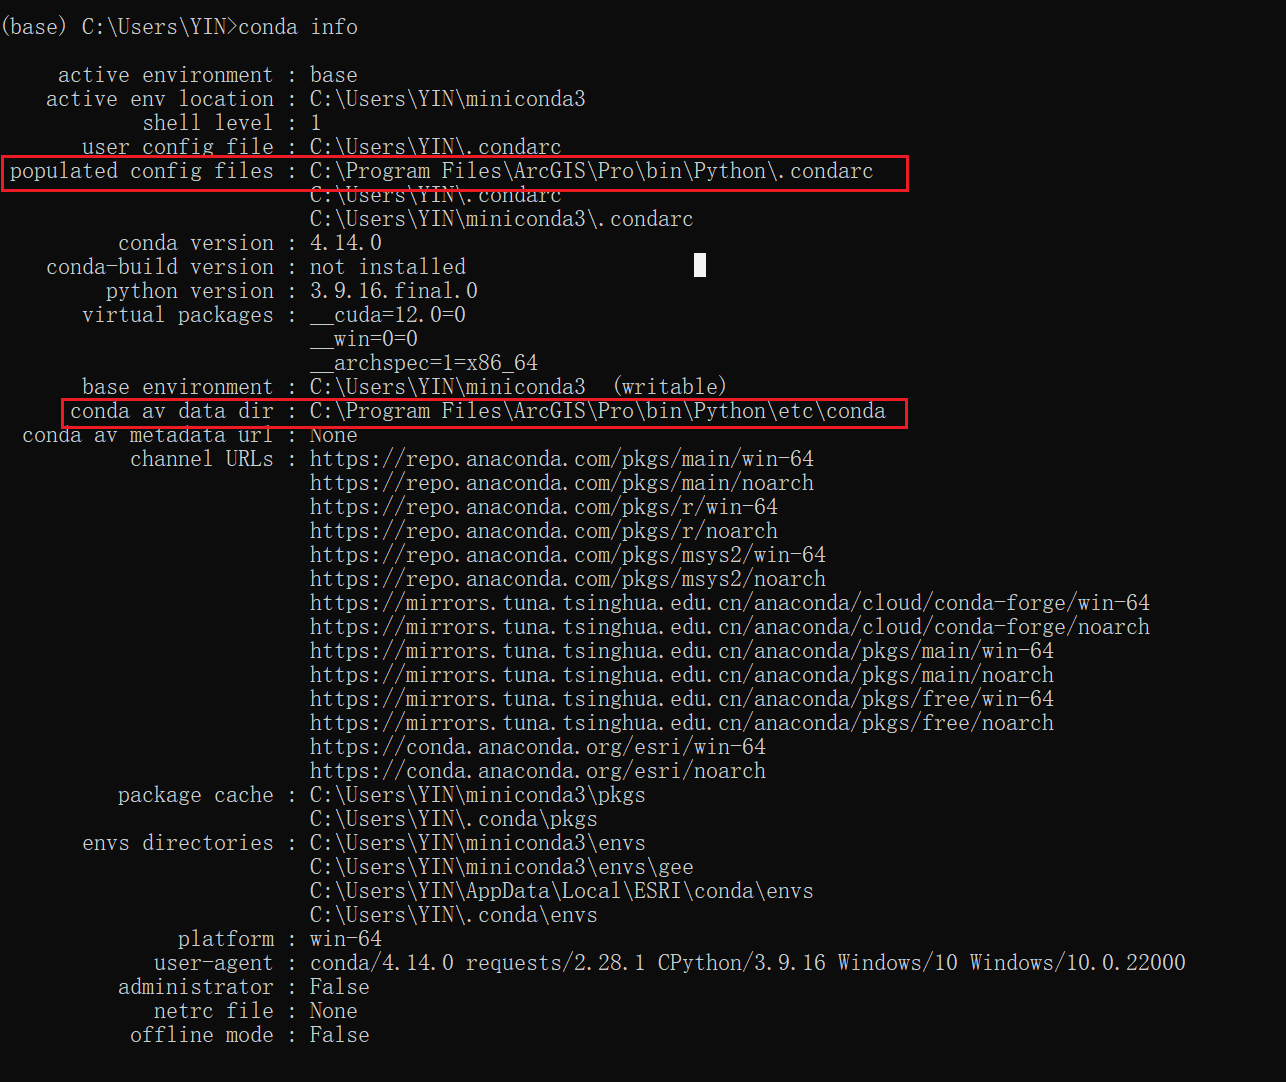 (base) C:\Users\YIN>conda info
active environment : base
active env location : C:\Users\YIN\miniconda3
shell level : 1
user config file : C:\Users\YIN\.condarc
populated config files : C:\Program Files\ArcGIS\Pro\bin\Python\.condarc
C:\Users\YIN\.condarc
C:\Users\YIN\miniconda3\.condarc
conda version : 4.14.0
conda-build version : not installed
python version : 3.9.16.final.0
virtual packages : __cuda=12.0=0
__win=0=0
__archspec=1=x86_64
base environment : C:\Users\YIN\miniconda3  (writable)
conda av data dir : C:\Program Files\ArcGIS\Pro\bin\Python\etc\conda
conda av metadata url : None
channel URLs : https://repo.anaconda.com/pkgs/main/win-64
https://repo.anaconda.com/pkgs/main/noarch
https://repo.anaconda.com/pkgs/r/win-64
https://repo.anaconda.com/pkgs/r/noarch
https://repo.anaconda.com/pkgs/msys2/win-64
https://repo.anaconda.com/pkgs/msys2/noarch
https://mirrors.tuna.tsinghua.edu.cn/anaconda/cloud/conda-forge/win-64
https://mirrors.tuna.tsinghua.edu.cn/anaconda/cloud/conda-forge/noarch
https://mirrors.tuna.tsinghua.edu.cn/anaconda/pkgs/main/win-64
https://mirrors.tuna.tsinghua.edu.cn/anaconda/pkgs/main/noarch
https://mirrors.tuna.tsinghua.edu.cn/anaconda/pkgs/free/win-64
https://mirrors.tuna.tsinghua.edu.cn/anaconda/pkgs/free/noarch
https://conda.anaconda.org/esri/win-64
https://conda.anaconda.org/esri/noarch
package cache : C:\Users\YIN\miniconda3\pkgs
C:\Users\YIN\.conda\pkgs
envs directories : C:\Users\YIN\miniconda3\envs
C:\Users\YIN\miniconda3\envs\gee
C:\Users\YIN\AppData\Local\ESRI\conda\envs
C:\Users\YIN\.conda\envs
platform : win-64
user-agent : conda/4.14.0 requests/2.28.1 CPython/3.9.16 Windows/10 Windows/10.0.22000
administrator : False
netrc file : None
offline mode : False